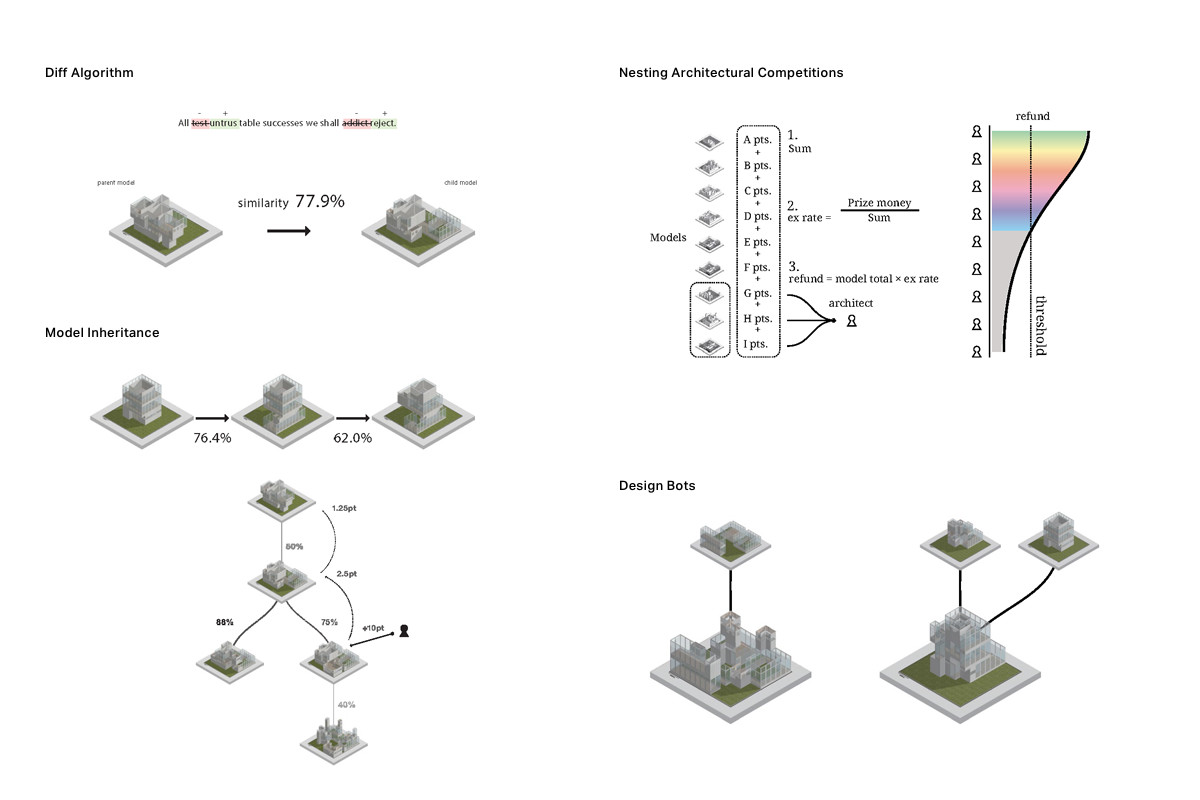 Diff Algorithm
- + - +
All test untrus table successes we shall addict reject.
parent model
child model
similarity 77.9%
Model Inheritance
76.4%
62.0%
1.25pt
50%
2.5pt
88%
75%
+10pt
40%
Nesting Architectural Competitions
Models
A pts.
+
B pts.
+
C pts.
+
D pts.
+
E pts.
+
F pts.
+
G pts.
+
H pts.
+
I pts.
1.
Sum
2.
ex rate = Prize money
Sum
3.
refund = model total × ex rate
architect
refund
threshold
Design Bots